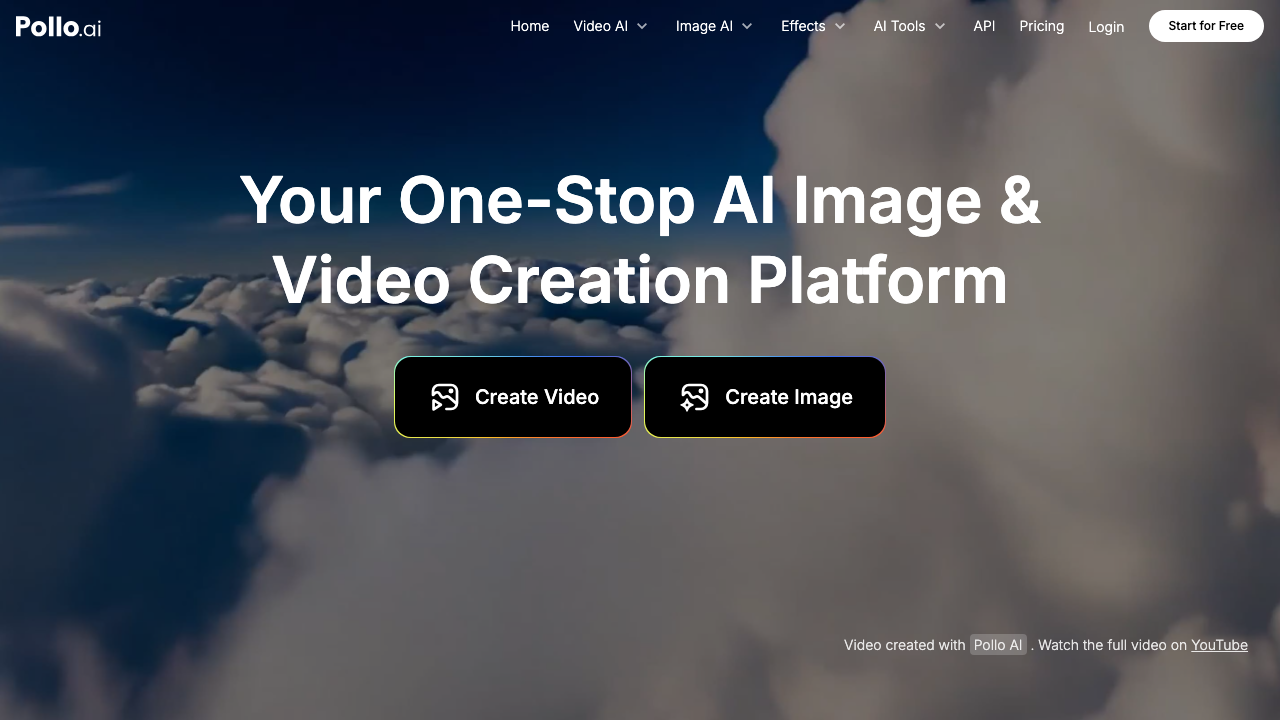 Pollo.ai Home Video AI Image AI Effects AI Tools API Pricing Login Start for Free
Your One-Stop AI Image &
Video Creation Platform
Create Video Create Image
Video created with Pollo AI . Watch the full video on YouTube